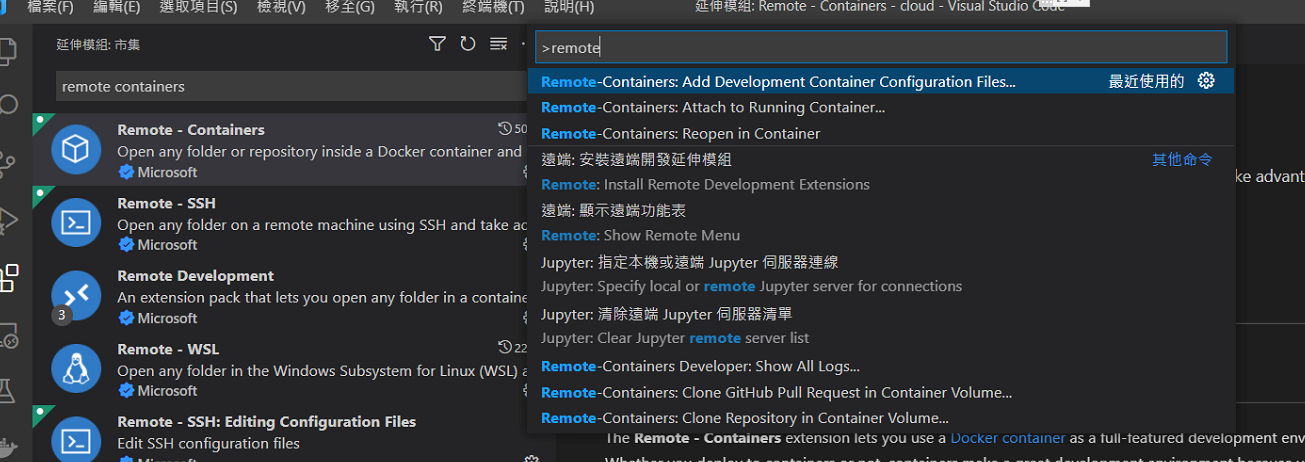 檔案(F) 編輯(E) 選取項目(S) 檢視(V) 移至(G) 執行(R) 終端機(T) 說明(H) 延伸模組: Remote - Containers - cloud - Visual Studio Code
延伸模組: 市集
remote containers
Remote - Containers 50
Open any folder or repository inside a Docker container and
Microsoft
Remote - SSH
Open any folder on a remote machine using SSH and take
Microsoft
Remote Development
An extension pack that lets you open any folder in a
3
Microsoft
Remote - WSL 22
Open any folder in the Windows Subsystem for Linux (WSL)
Microsoft
Remote - SSH: Editing Configuration Files
Edit SSH configuration files
Microsoft
>remote
Remote-Containers: Add Development Container Configuration Files... 最近使用的
Remote-Containers: Attach to Running Container...
Remote-Containers: Reopen in Container
遠端: 安裝遠端開發延伸模組 其他命令
Remote: Install Remote Development Extensions
遠端: 顯示遠端功能表
Remote: Show Remote Menu
Jupyter: 指定本機或遠端 Jupyter 伺服器連線
Jupyter: Specify local or remote Jupyter server for connections
Jupyter: 清除遠端 Jupyter 伺服器清單
Jupyter: Clear Jupyter remote server list
Remote-Containers Developer: Show All Logs...
Remote-Containers: Clone GitHub Pull Request in Container Volume...
Remote-Containers: Clone Repository in Container Volume...
ke advant
The Remote - Containers extension lets you use a Docker container as a full-featured development